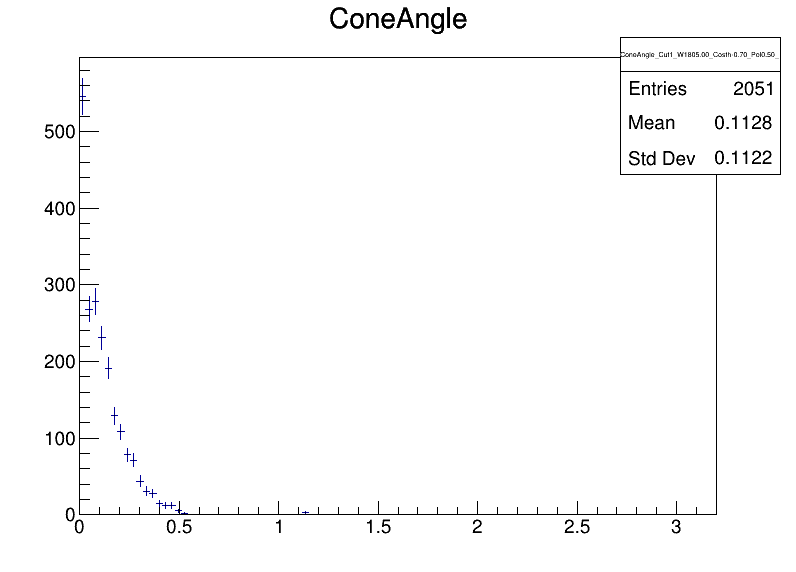 ConeAngle
ConeAngle_Cut1_W1805.00_Costh-0.70_Pol0.50_
Entries 2051
Mean 0.1128
Std Dev 0.1122
500
400
300
200
100
0
0 0.5 1 1.5 2 2.5 3